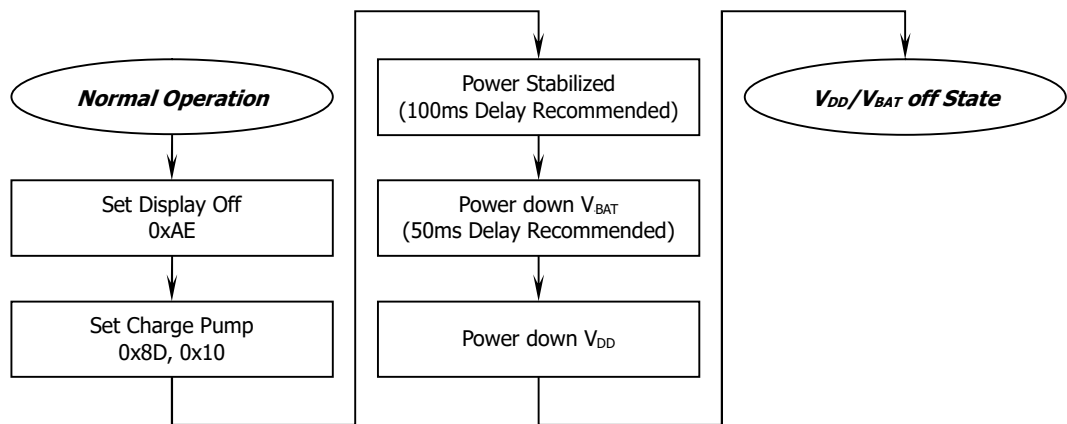 Normal Operation
Set Display Off
0xAE
Set Charge Pump
0x8D, 0x10
Power Stabilized
(100ms Delay Recommended)
Power down VBAT
(50ms Delay Recommended)
Power down VDD
VDD/VBAT off State